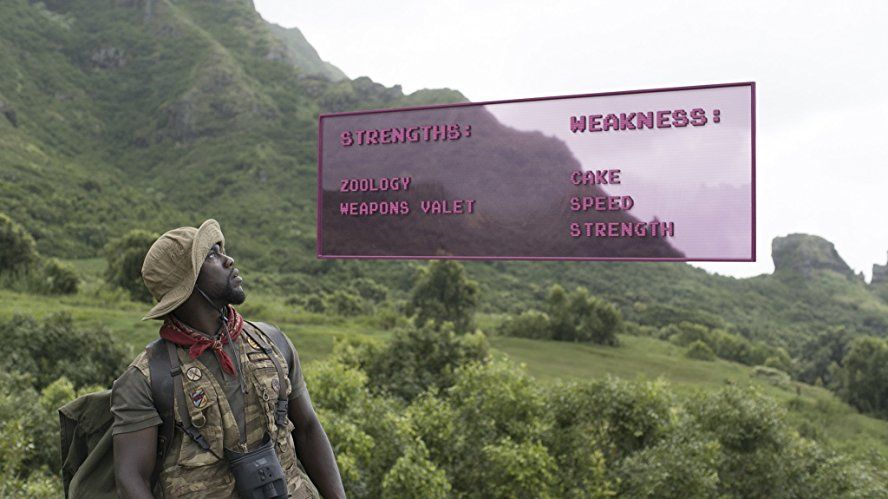 STRENGTHS:
ZOOLOGY
WEAPONS VALET
WEAKNESS:
CAKE
SPEED
STRENGTH